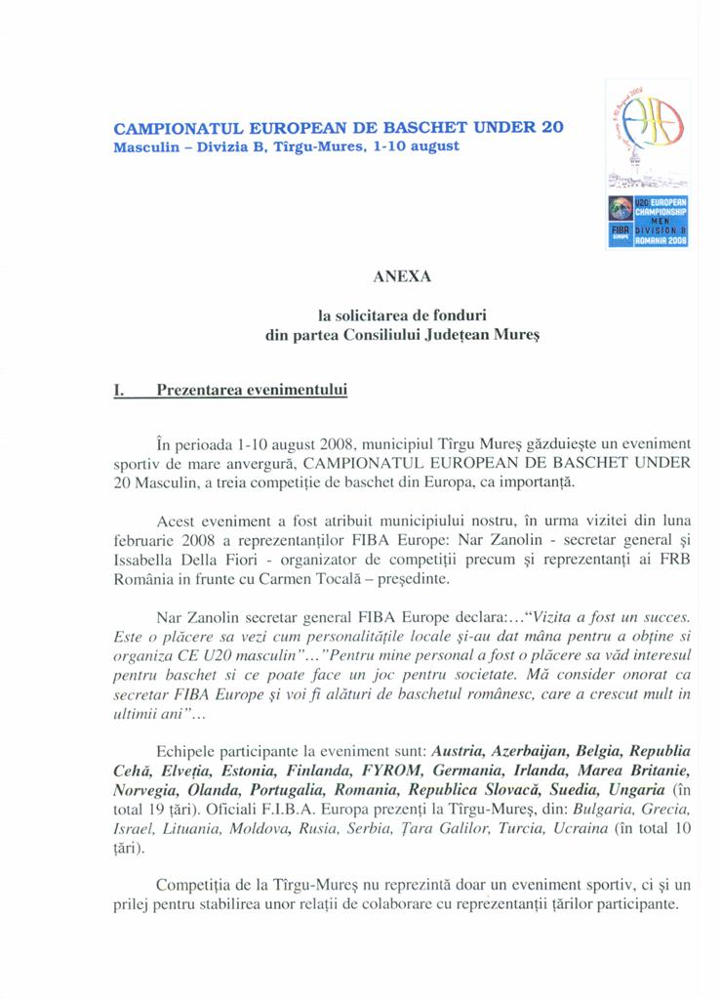 CAMPIONATUL EUROPEAN DE BASCHET UNDER 20
Masculin – Divizia B, Tîrgu-Mures, 1-10 august
U20 EUROPEAN
CHAMPIONSHIP
MEN
FIBA DIVISION B
EUROPE ROMANIA 2008
ANEXA
la solicitarea de fonduri
din partea Consiliului Județean Mureș
I. Prezentarea evenimentului
În perioada 1-10 august 2008, municipiul Tîrgu Mureș găzduiește un eveniment
sportiv de mare anvergură, CAMPIONATUL EUROPEAN DE BASCHET UNDER
20 Masculin, a treia competiție de baschet din Europa, ca importanță.
Acest eveniment a fost atribuit municipiului nostru, în urma vizitei din luna
februarie 2008 a reprezentanților FIBA Europe: Nar Zanolin - secretar general și
Issabella Della Fiori - organizator de competiții precum și reprezentanți ai FRB
România in frunte cu Carmen Tocală – președinte.
Nar Zanolin secretar general FIBA Europe declara:…“Vizita a fost un succes.
Este o plăcere sa vezi cum personalitățile locale și-au dat mâna pentru a obține si
organiza CE U20 masculin”…”Pentru mine personal a fost o plăcere sa văd interesul
pentru baschet si ce poate face un joc pentru societate. Mă consider onorat ca
secretar FIBA Europe și voi fi alături de baschetul românesc, care a crescut mult in
ultimii ani”…
Echipele participante la eveniment sunt: Austria, Azerbaijan, Belgia, Republia
Cehă, Elveția, Estonia, Finlanda, FYROM, Germania, Irlanda, Marea Britanie,
Norvegia, Olanda, Portugalia, Romania, Republica Slovacă, Suedia, Ungaria (în
total 19 țări). Oficiali F.I.B.A. Europa prezenți la Tîrgu-Mureș, din: Bulgaria, Grecia,
Israel, Lituania, Moldova, Rusia, Serbia, Țara Galilor, Turcia, Ucraina (în total 10
țări).
Competiția de la Tîrgu-Mureș nu reprezintă doar un eveniment sportiv, ci și un
prilej pentru stabilirea unor relații de colaborare cu reprezentanții țărilor participante.